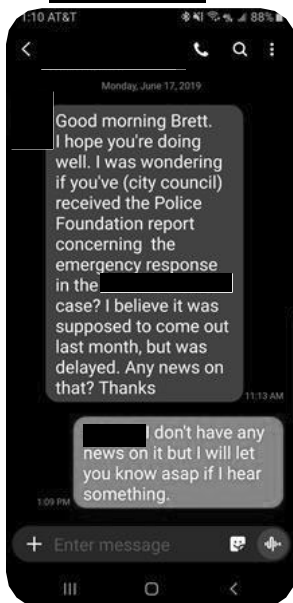 1:10 AT&T 88%
Monday, June 17, 2019
Good morning Brett.
I hope you're doing
well. I was wondering
if you've (city council)
received the Police
Foundation report
concerning the
emergency response
in the
case? I believe it was
supposed to come out
last month, but was
delayed. Any news on
that? Thanks
11:13 AM
I don't have any
news on it but I will let
you know asap if I hear
something.
1:09 PM
Enter message